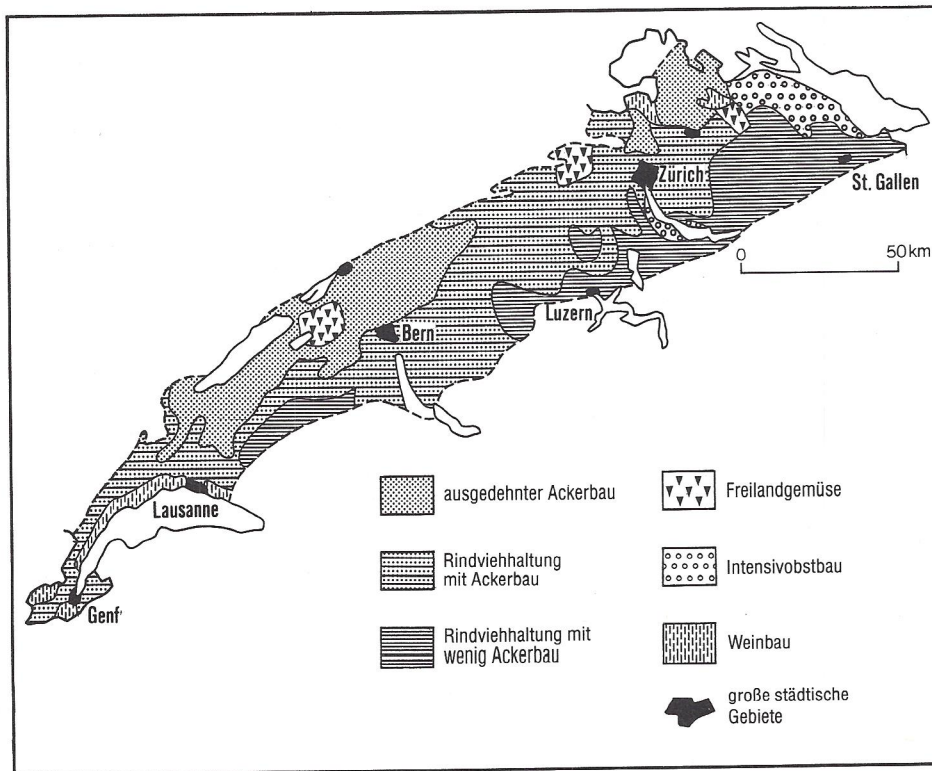 Zürich
St. Gallen
0 50 km
Luzern
Bern
Lausanne
Genf
ausgedehnter Ackerbau
Rindviehhaltung
mit Ackerbau
Rindviehhaltung mit
wenig Ackerbau
Freilandgemüse
Intensivobstbau
Weinbau
große städtische
Gebiete